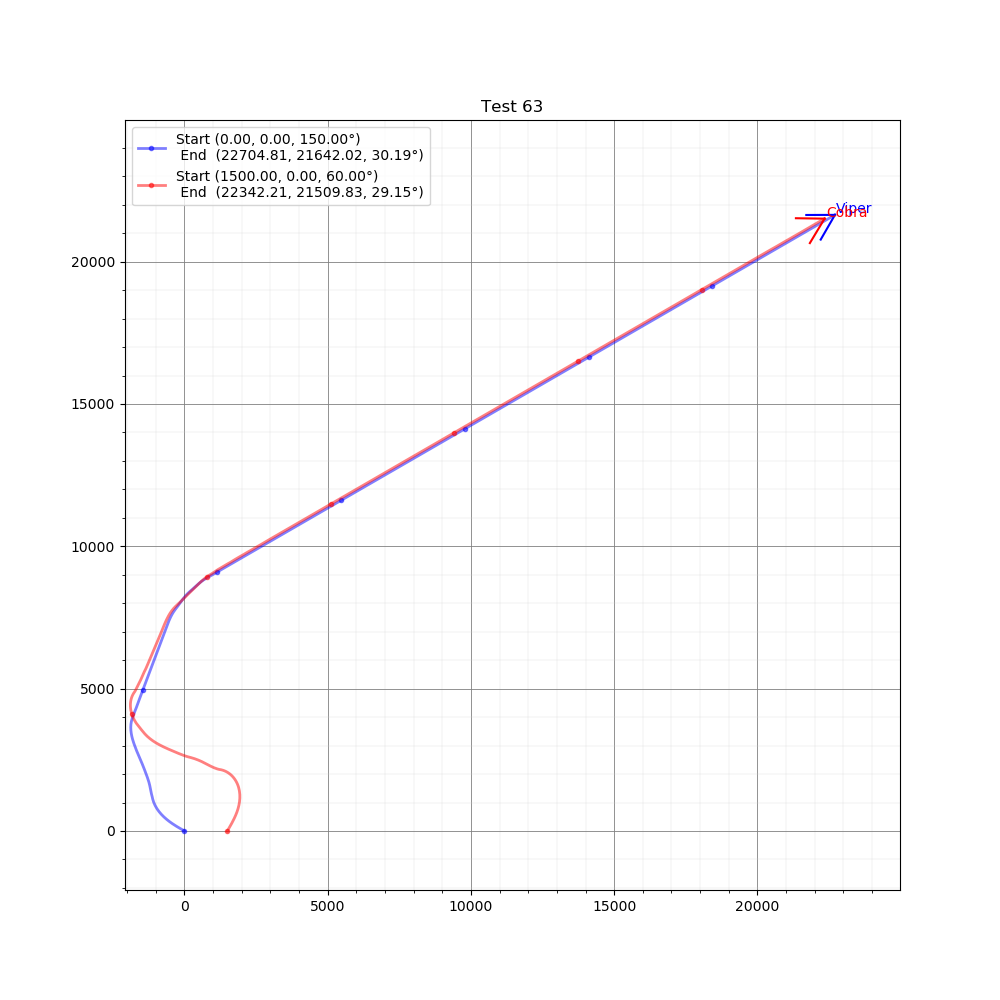 Test 63
Start (0.00, 0.00, 150.00°)
End (22704.81, 21642.02, 30.19°)
Start (1500.00, 0.00, 60.00°)
End (22342.21, 21509.83, 29.15°)
Viper
Cobra
20000
15000
10000
5000
0
0 5000 10000 15000 20000